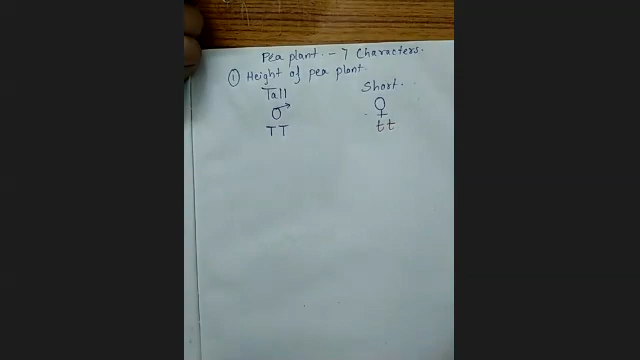 Pea plant. - 7 Characters.
① Height of pea plant.
Tall Short.
♂ ♀
TT tt